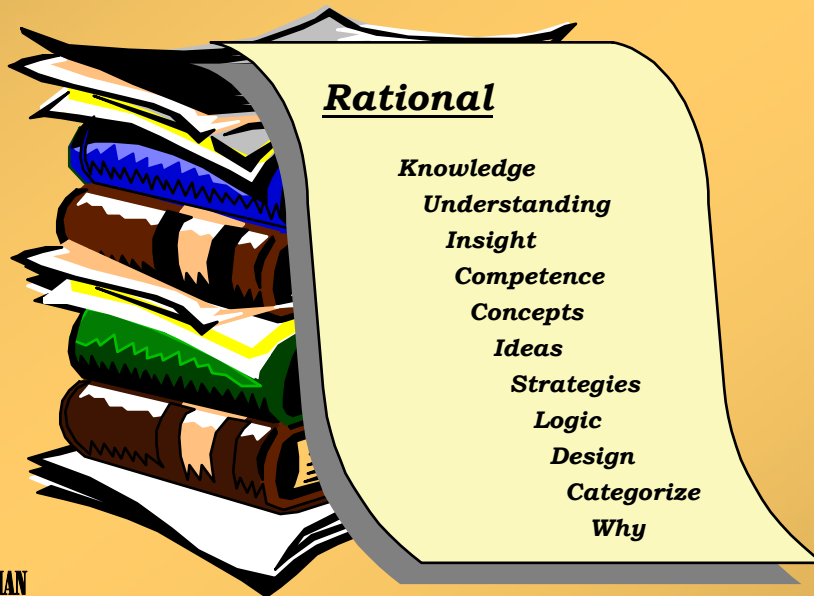 Rational
Knowledge
Understanding
Insight
Competence
Concepts
Ideas
Strategies
Logic
Design
Categorize
Why